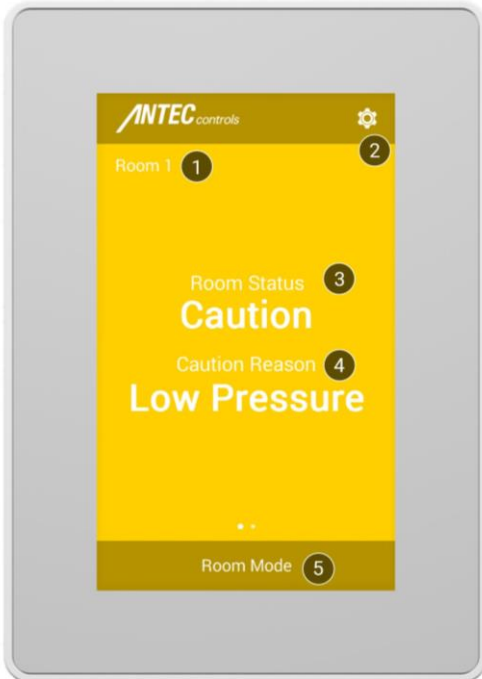 ANTEC controls
2
Room 1 1
Room Status 3
Caution
Caution Reason 4
Low Pressure
Room Mode 5